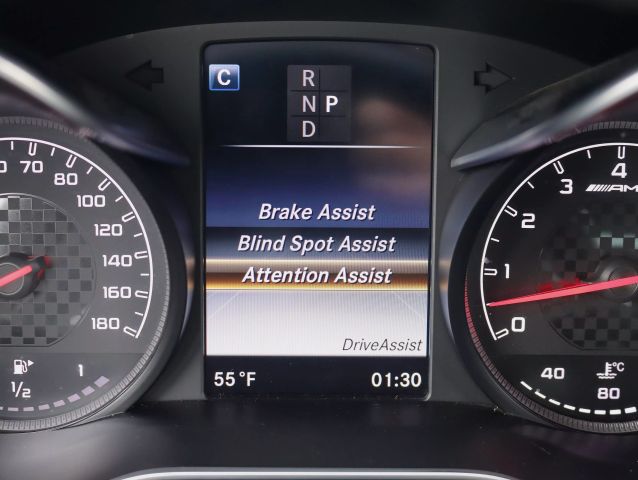 C
R
N P
D
Brake Assist
Blind Spot Assist
Attention Assist
DriveAssist
55 °F 01:30
70
80
100
120
140
160
180
1/2 1
0
1
2
3
4
AM
°C
40
80